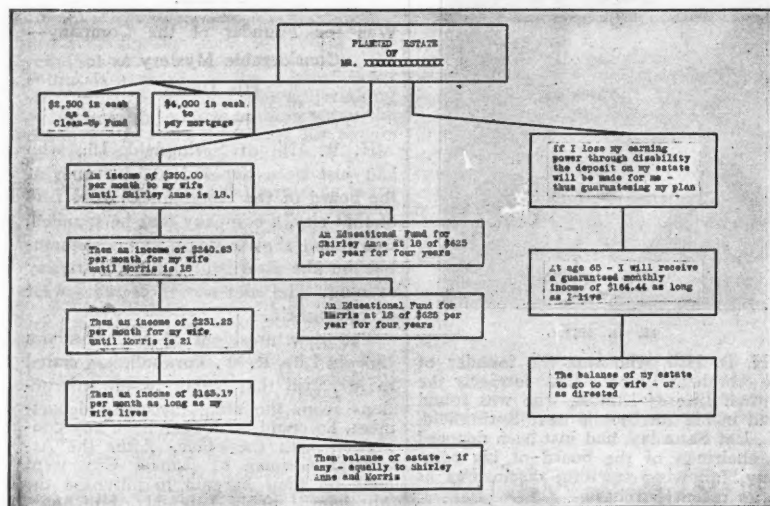 PLANNED ESTATE
OF
MR. XXXXXXXXXXXXXX
$2,500 in cash
as a
Clean-Up Fund
$4,000 in cash
to
pay mortgage
An income of $250.00
per month to my wife
until Shirley Anne is 18.
Then an income of
per month for my wife
until Morris is 18
An Educational Fund for
Shirley Anne at 18 of $625
per year for four years
Then an income of $231.25
per month for my wife
until Morris is 21
An Educational Fund for
Morris at 18 of $625 per
year for four years
Then an income of
per month as long as my
wife lives
Then balance of estate - if
any - equally to Shirley
Anne and Morris
If I lose my earning
power through disability
the deposit on my estate
will be made for me -
thus guaranteeing my plan
At age 65 - I will receive
a guaranteed monthly
income of $164.44 as long
as I live
The balance of my estate
to go to my wife - or
as directed